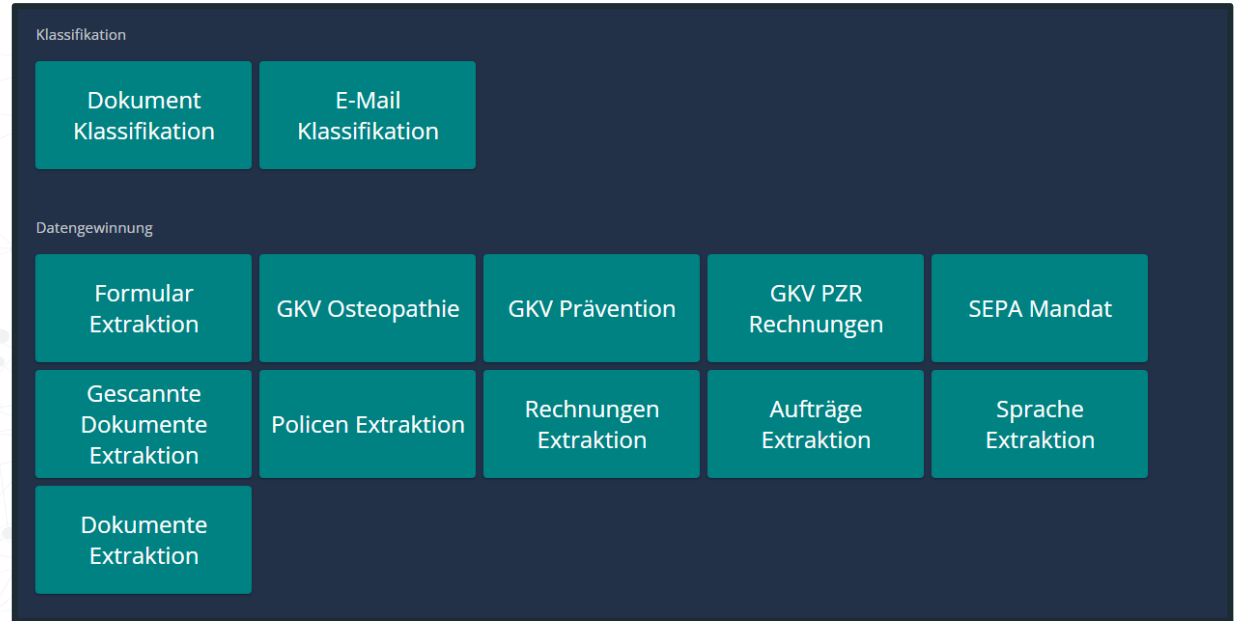 Klassifikation
Dokument
Klassifikation
E-Mail
Klassifikation
Datengewinnung
Formular
Extraktion
GKV Osteopathie
GKV Prävention
GKV PZR
Rechnungen
SEPA Mandat
Gescannte
Dokumente
Extraktion
Policen Extraktion
Rechnungen
Extraktion
Aufträge
Extraktion
Sprache
Extraktion
Dokumente
Extraktion